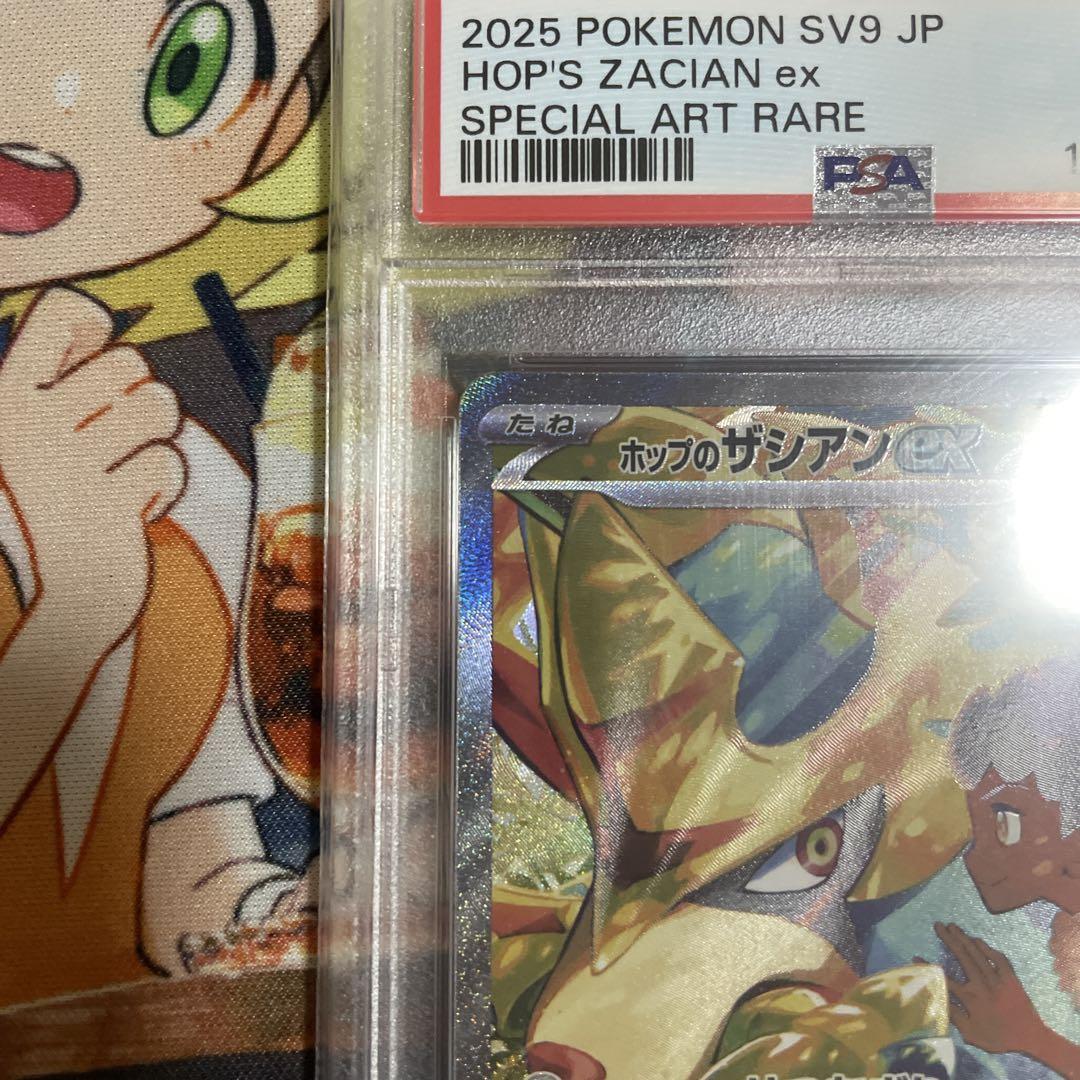 2025 POKEMON SV9 JP
HOP'S ZACIAN ex
SPECIAL ART RARE
PSA
たね
ホップのザシアンex